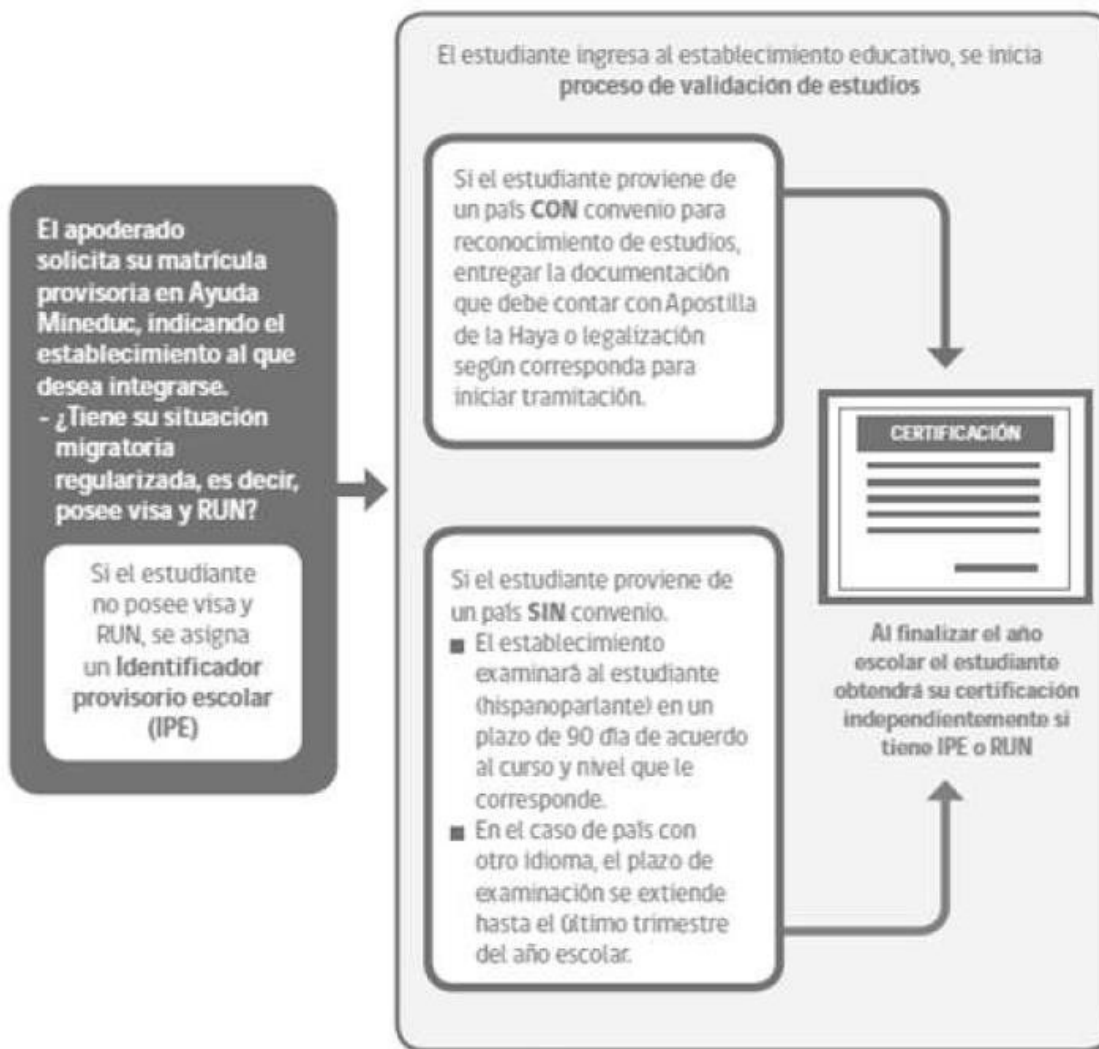 El apoderado
solicita su matrícula
provisoria en Ayuda
Mineduc, indicando el
establecimiento al que
desea integrarse.
- ¿Tiene su situación
migratoria
regularizada, es decir,
posee visa y RUN?
Si el estudiante
no posee visa y
RUN, se asigna
un Identificador
provisorio escolar
(IPE)
El estudiante ingresa al establecimiento educativo, se inicia
proceso de validación de estudios
Si el estudiante proviene de
un país CON convenio para
reconocimiento de estudios,
entregar la documentación
que debe contar con Apostilla
de la Haya o legalización
según corresponda para
iniciar tramitación.
Si el estudiante proviene de
un país SIN convenio.
■ El establecimiento
examinará al estudiante
(hispanoparlante) en un
plazo de 90 día de acuerdo
al curso y nivel que le
corresponde.
■ En el caso de país con
otro idioma, el plazo de
examinación se extiende
hasta el último trimestre
del año escolar.
CERTIFICACIÓN
Al finalizar el año
escolar el estudiante
obtendrá su certificación
independientemente si
tiene IPE o RUN